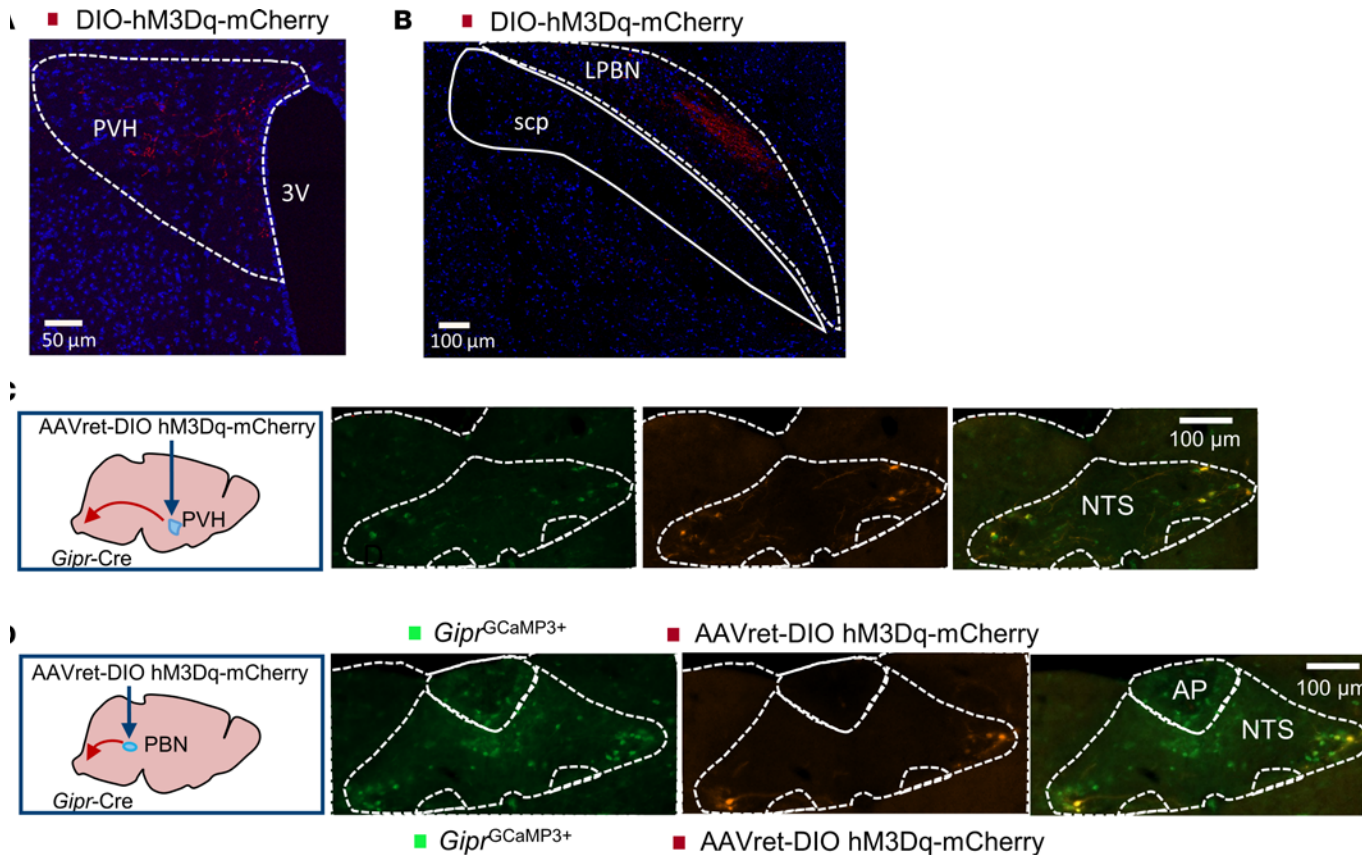 DIO-hM3Dq-mCherry
B DIO-hM3Dq-mCherry
PVH
3V
50 µm
LPBN
scp
100 µm
AAVret-DIO hM3Dq-mCherry
PVH
Gipr-Cre
D
NTS
100 µm
Gipr^GCaMP3+ AAVret-DIO hM3Dq-mCherry
AAVret-DIO hM3Dq-mCherry
PBN
Gipr-Cre
AP
NTS
100 µm
Gipr^GCaMP3+ AAVret-DIO hM3Dq-mCherry